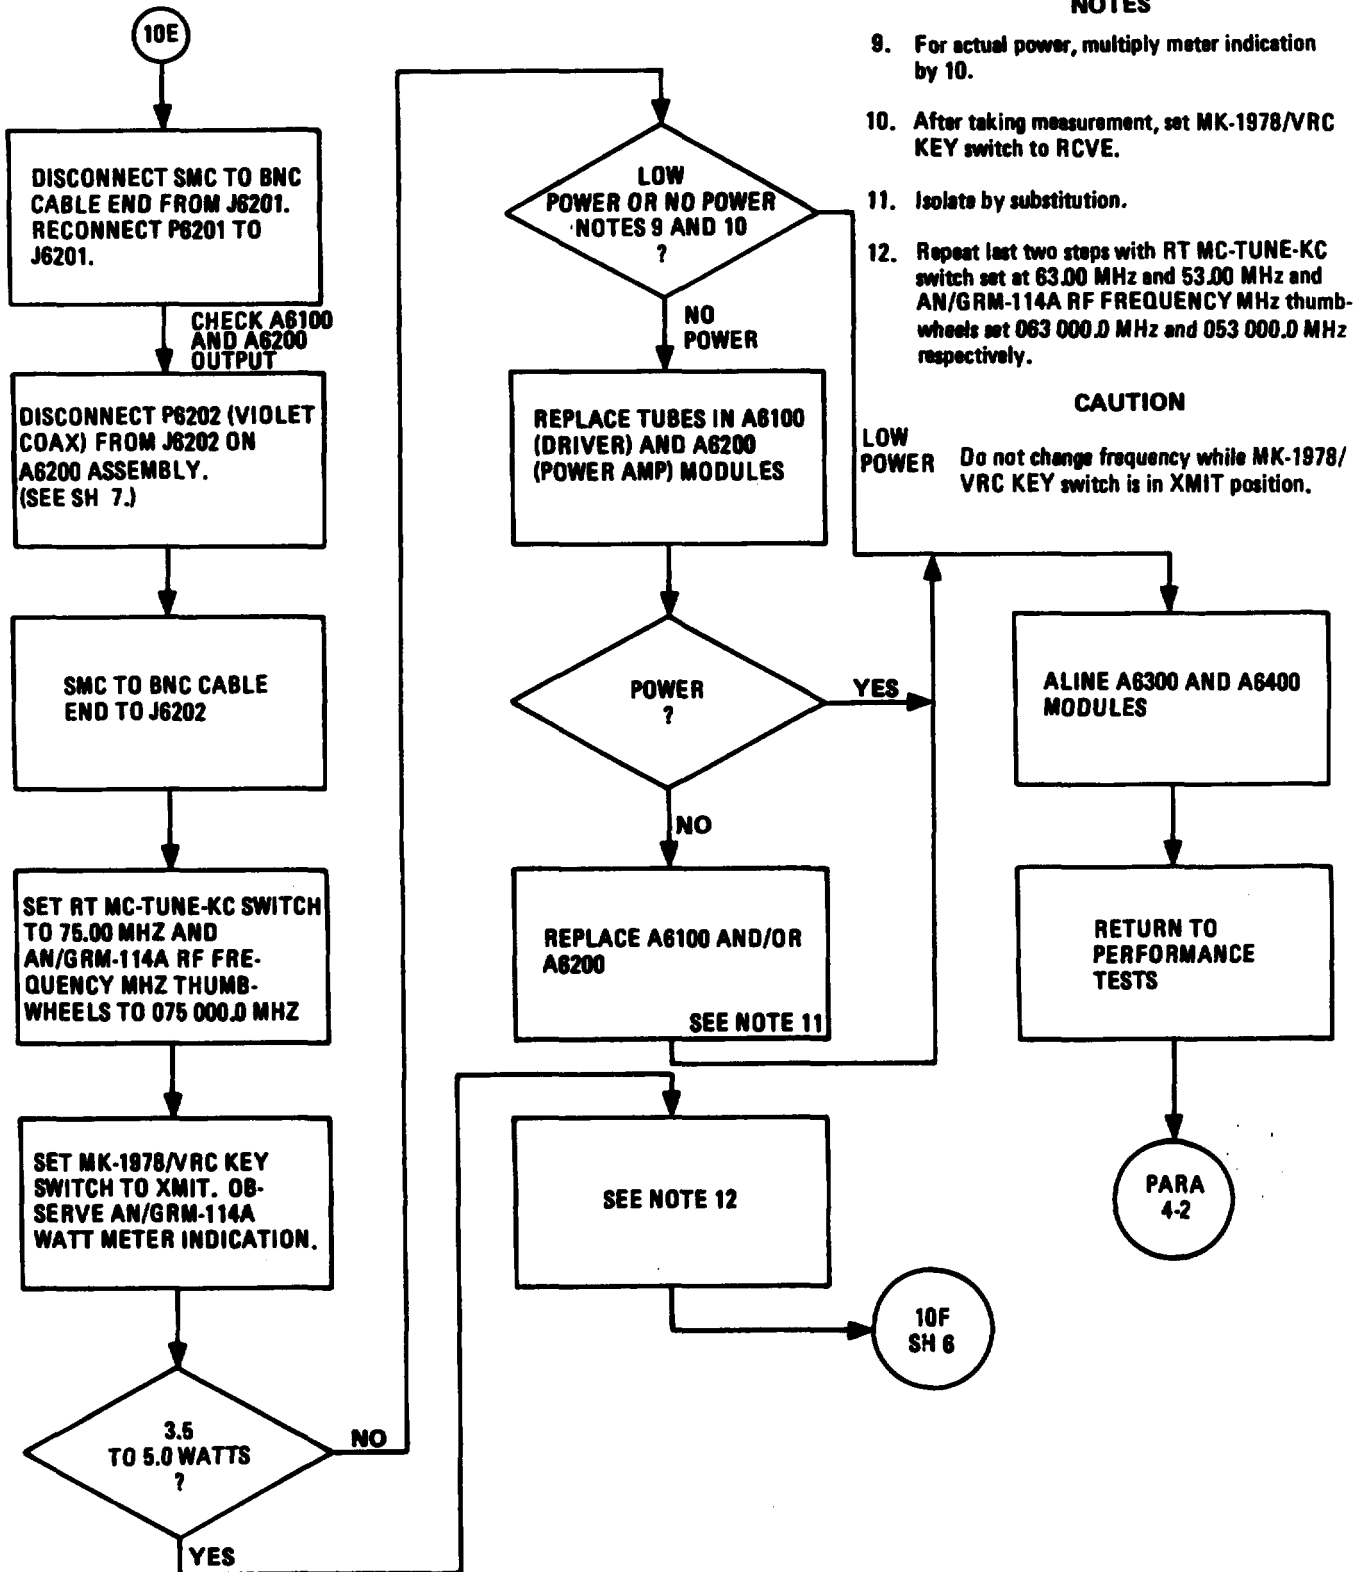 10E
DISCONNECT SMC TO BNC
CABLE END FROM J6201.
RECONNECT P6201 TO
J6201.
CHECK A6100
AND A6200
OUTPUT
DISCONNECT P6202 (VIOLET
COAX) FROM J6202 ON
A6200 ASSEMBLY.
(SEE SH 7.)
SMC TO BNC CABLE
END TO J6202
SET RT MC-TUNE-KC SWITCH
TO 75.00 MHZ AND
AN/GRM-114A RF FRE-
QUENCY MHZ THUMB-
WHEELS TO 075 000.0 MHZ
SET MK-1978/VRC KEY
SWITCH TO XMIT. OB-
SERVE AN/GRM-114A
WATT METER INDICATION.
3.5
TO 5.0 WATTS
?
NO
YES
LOW
POWER OR NO POWER
NOTES 9 AND 10
?
NO
POWER
REPLACE TUBES IN A6100
(DRIVER) AND A6200
(POWER AMP) MODULES
POWER
?
YES
NO
REPLACE A6100 AND/OR
A6200
SEE NOTE 11
SEE NOTE 12
10F
SH 6
NOTES
9. For actual power, multiply meter indication
by 10.
10. After taking measurement, set MK-1978/VRC
KEY switch to RCVE.
11. Isolate by substitution.
12. Repeat last two steps with RT MC-TUNE-KC
switch set at 63.00 MHz and 53.00 MHz and
AN/GRM-114A RF FREQUENCY MHz thumb-
wheels set 063 000.0 MHz and 053 000.0 MHz
respectively.
CAUTION
Do not change frequency while MK-1978/
VRC KEY switch is in XMIT position.
LOW
POWER
ALINE A6300 AND A6400
MODULES
RETURN TO
PERFORMANCE
TESTS
PARA
4-2